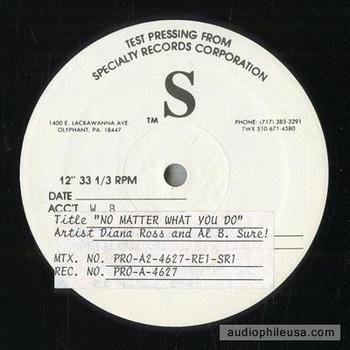 TEST PRESSING FROM
SPECIALTY RECORDS CORPORATION
S
TM
1400 E. LACKAWANNA AVE.
OLYPHANT, PA. 18447
PHONE: (717) 383-3291
TWX 510 671-4580
12" 33 1/3 RPM
DATE
ACC'T W. B.
Title "NO MATTER WHAT YOU DO"
Artist Diana Ross and Al B. Sure!
MTX. NO. PRO-A2-4627-RE1-SR1
REC. NO. PRO-A-4627
audiophileusa.com